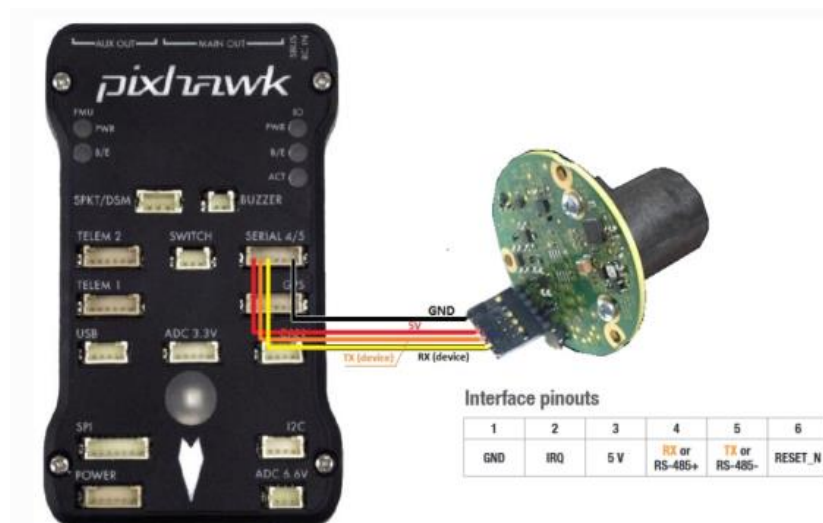 AUX OUT MAIN OUT
SBUS
RC IN
pixhawk
FMU IO
PWR PWR
B/E B/E
ACT
SPKT/DSM BUZZER
TELEM 2 SWITCH SERIAL 4/5
TELEM 1 GPS
GND
5V
USB ADC 3.3V
TX (device) RX (device)
Interface pinouts
1 2 3 4 5 6
GND IRQ 5 V RX or RS-485+ TX or RS-485- RESET_N
SPI I2C
POWER ADC 6.6V